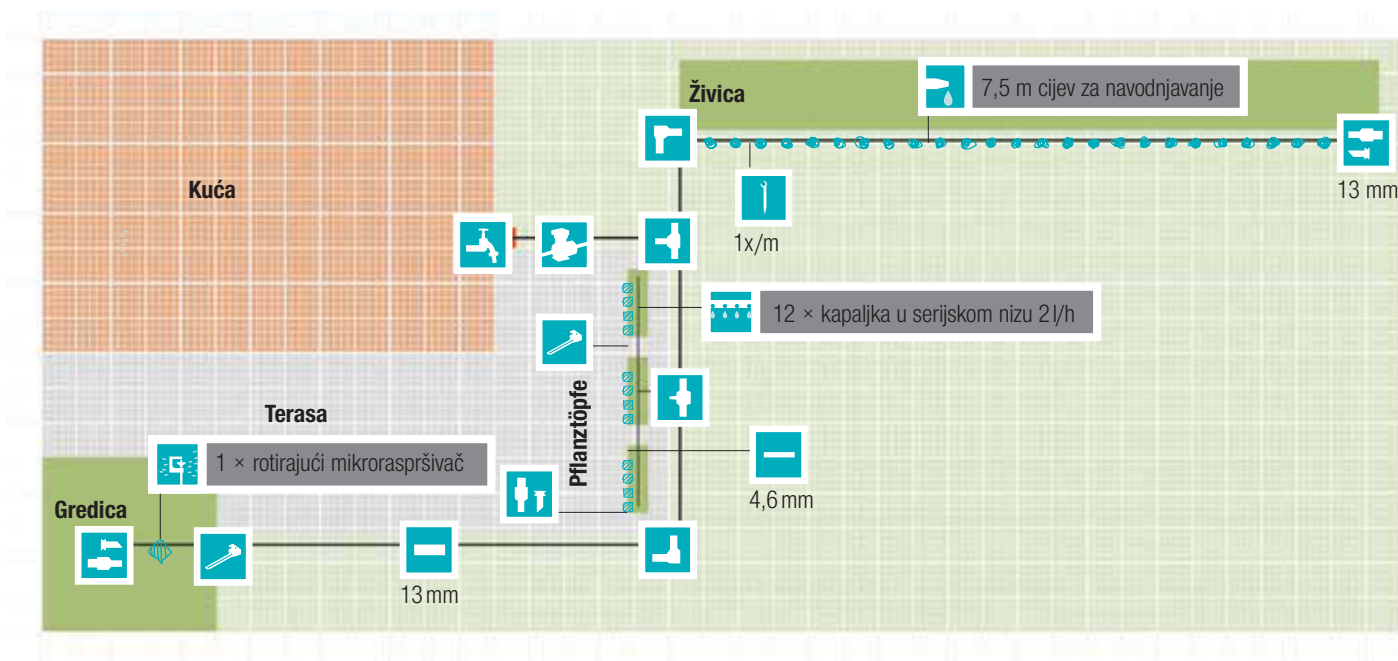 Živica
7,5 m cijev za navodnjavanje
13 mm
Kuća
1x/m
12 × kapaljka u serijskom nizu 2 l/h
Pflanztöpfe
Terasa
1 × rotirajući mikroraspršivač
4,6 mm
Gredica
13 mm